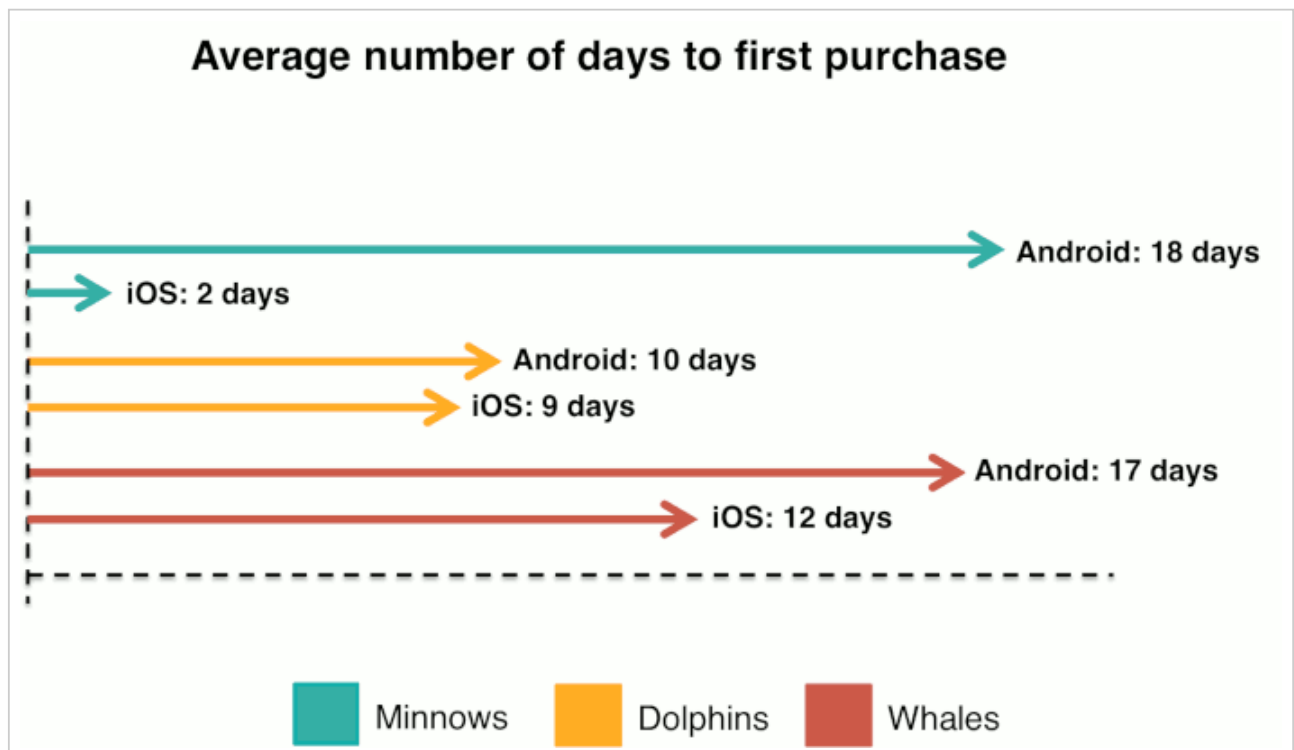 Average number of days to first purchase
Android: 18 days
iOS: 2 days
Android: 10 days
iOS: 9 days
Android: 17 days
iOS: 12 days
Minnows Dolphins Whales